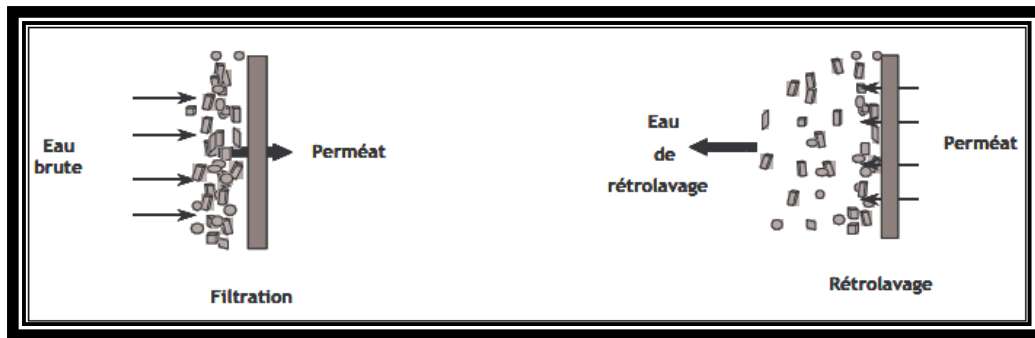 Eau
brute
Perméat
Filtration
Eau
de
rétrolavage
Perméat
Rétrolavage